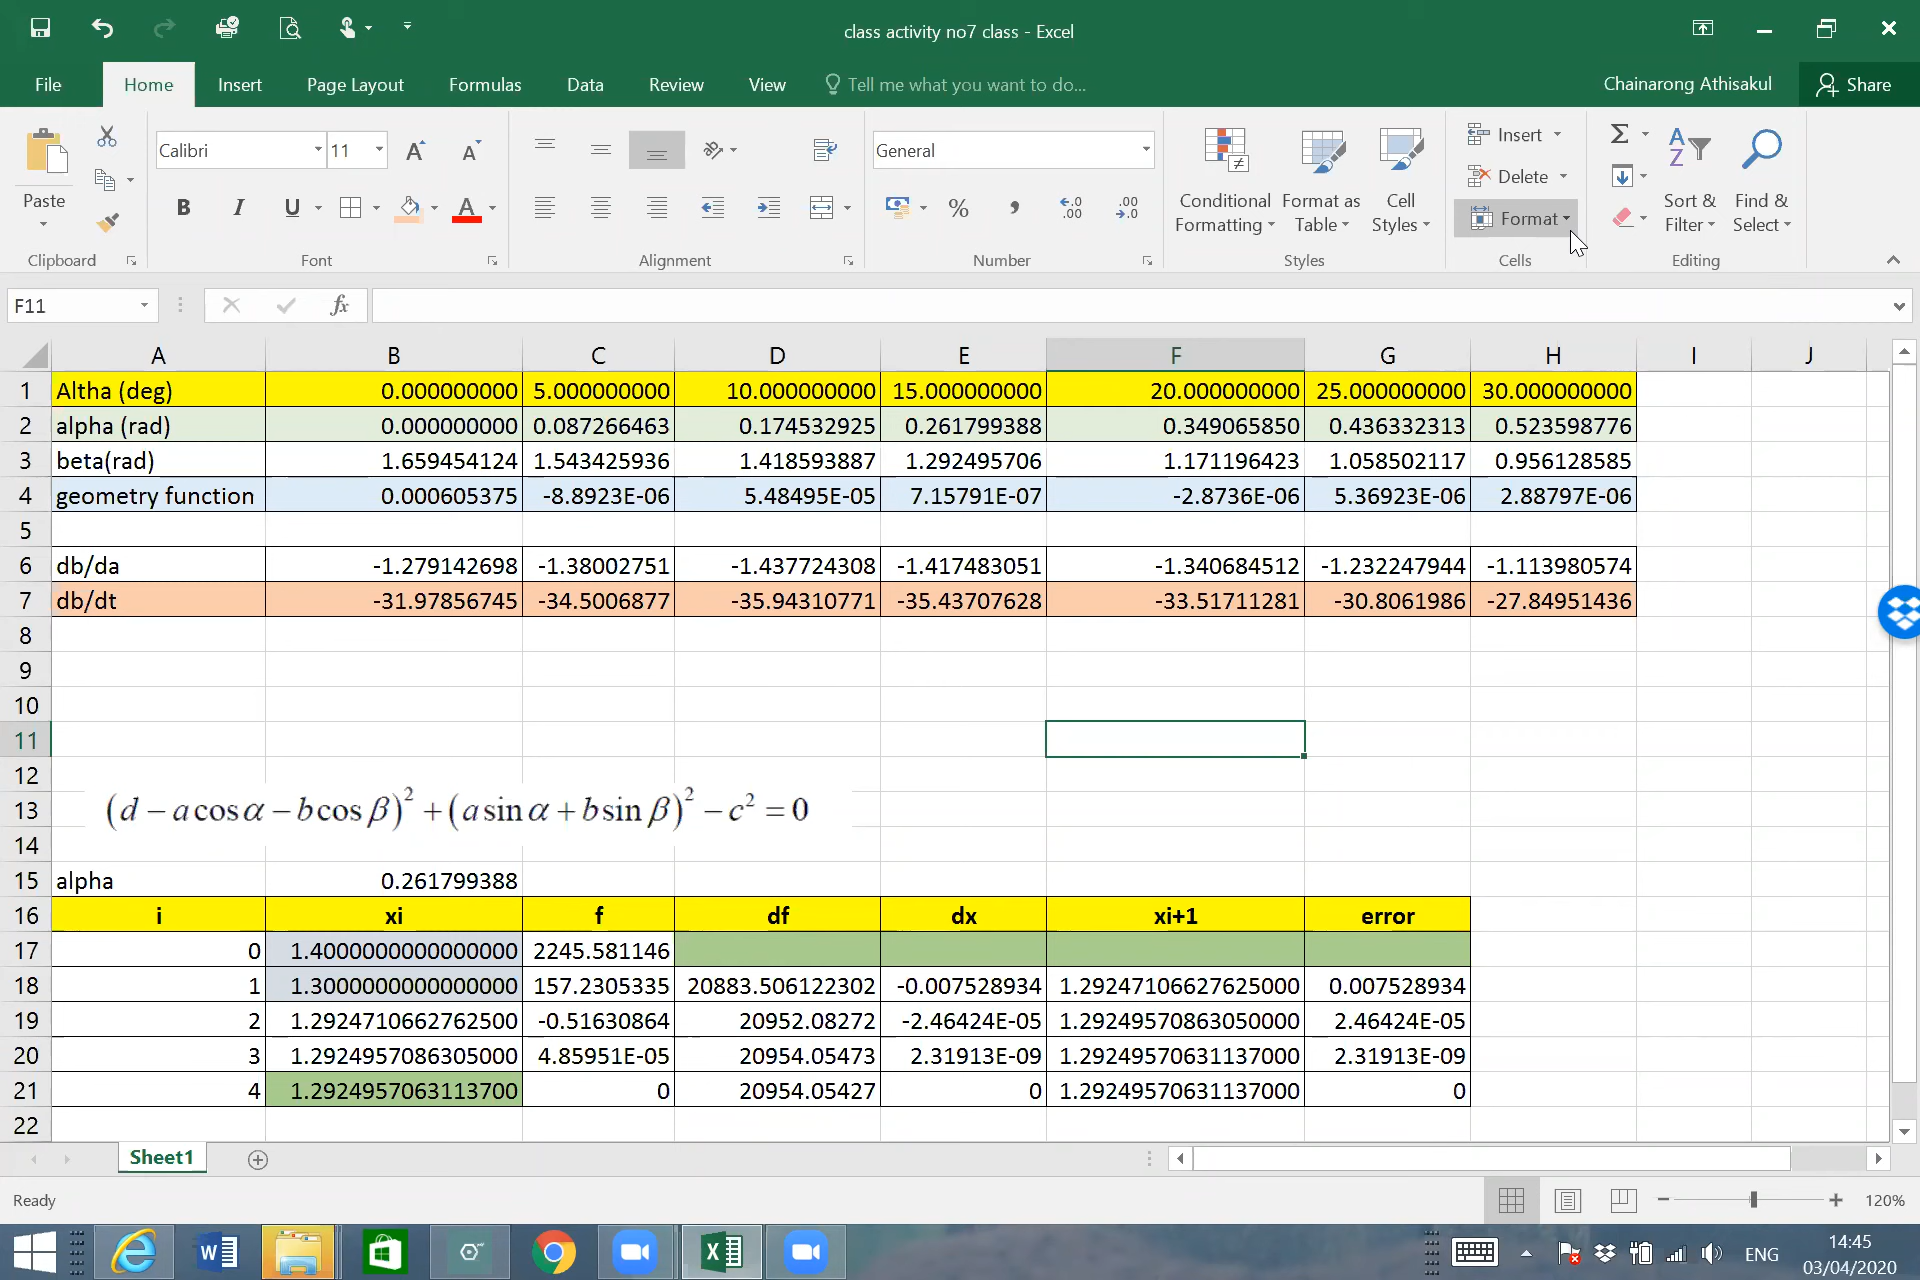 class activity no7 class - Excel
File Home Insert Page Layout Formulas Data Review View Tell me what you want to do... Chainarong Athisakul Share
Paste
Clipboard
Calibri 11
B I U A
Font
Alignment
General
% , .00
Number
Conditional Formatting
Format as Table
Cell Styles
Styles
Insert
Delete
Format
Cells
Sort & Filter
Find & Select
Editing
F11 fx
A B C D E F G H I J
1 Altha (deg) 0.000000000 5.000000000 10.000000000 15.000000000 20.000000000 25.000000000 30.000000000
2 alpha (rad) 0.000000000 0.087266463 0.174532925 0.261799388 0.349065850 0.436332313 0.523598776
3 beta(rad) 1.659454124 1.543425936 1.418593887 1.292495706 1.171196423 1.058502117 0.956128585
4 geometry function 0.000605375 -8.8923E-06 5.48495E-05 7.15791E-07 -2.8736E-06 5.36923E-06 2.88797E-06
5
6 db/da -1.279142698 -1.38002751 -1.437724308 -1.417483051 -1.340684512 -1.232247944 -1.113980574
7 db/dt -31.97856745 -34.5006877 -35.94310771 -35.43707628 -33.51711281 -30.8061986 -27.84951436
8
9
10
11
12
13 (d − a cos α − b cos β)² + (a sin α + b sin β)² − c² = 0
14
15 alpha 0.261799388
16 i xi f df dx xi+1 error
17 0 1.4000000000000000 2245.581146
18 1 1.3000000000000000 157.2305335 20883.506122302 -0.007528934 1.29247106627625000 0.007528934
19 2 1.2924710662762500 -0.51630864 20952.08272 -2.46424E-05 1.29249570863050000 2.46424E-05
20 3 1.2924957086305000 4.85951E-05 20954.05473 2.31913E-09 1.29249570631137000 2.31913E-09
21 4 1.2924957063113700 0 20954.05427 0 1.29249570631137000 0
22
Sheet1
Ready 120%
ENG 14:45
03/04/2020